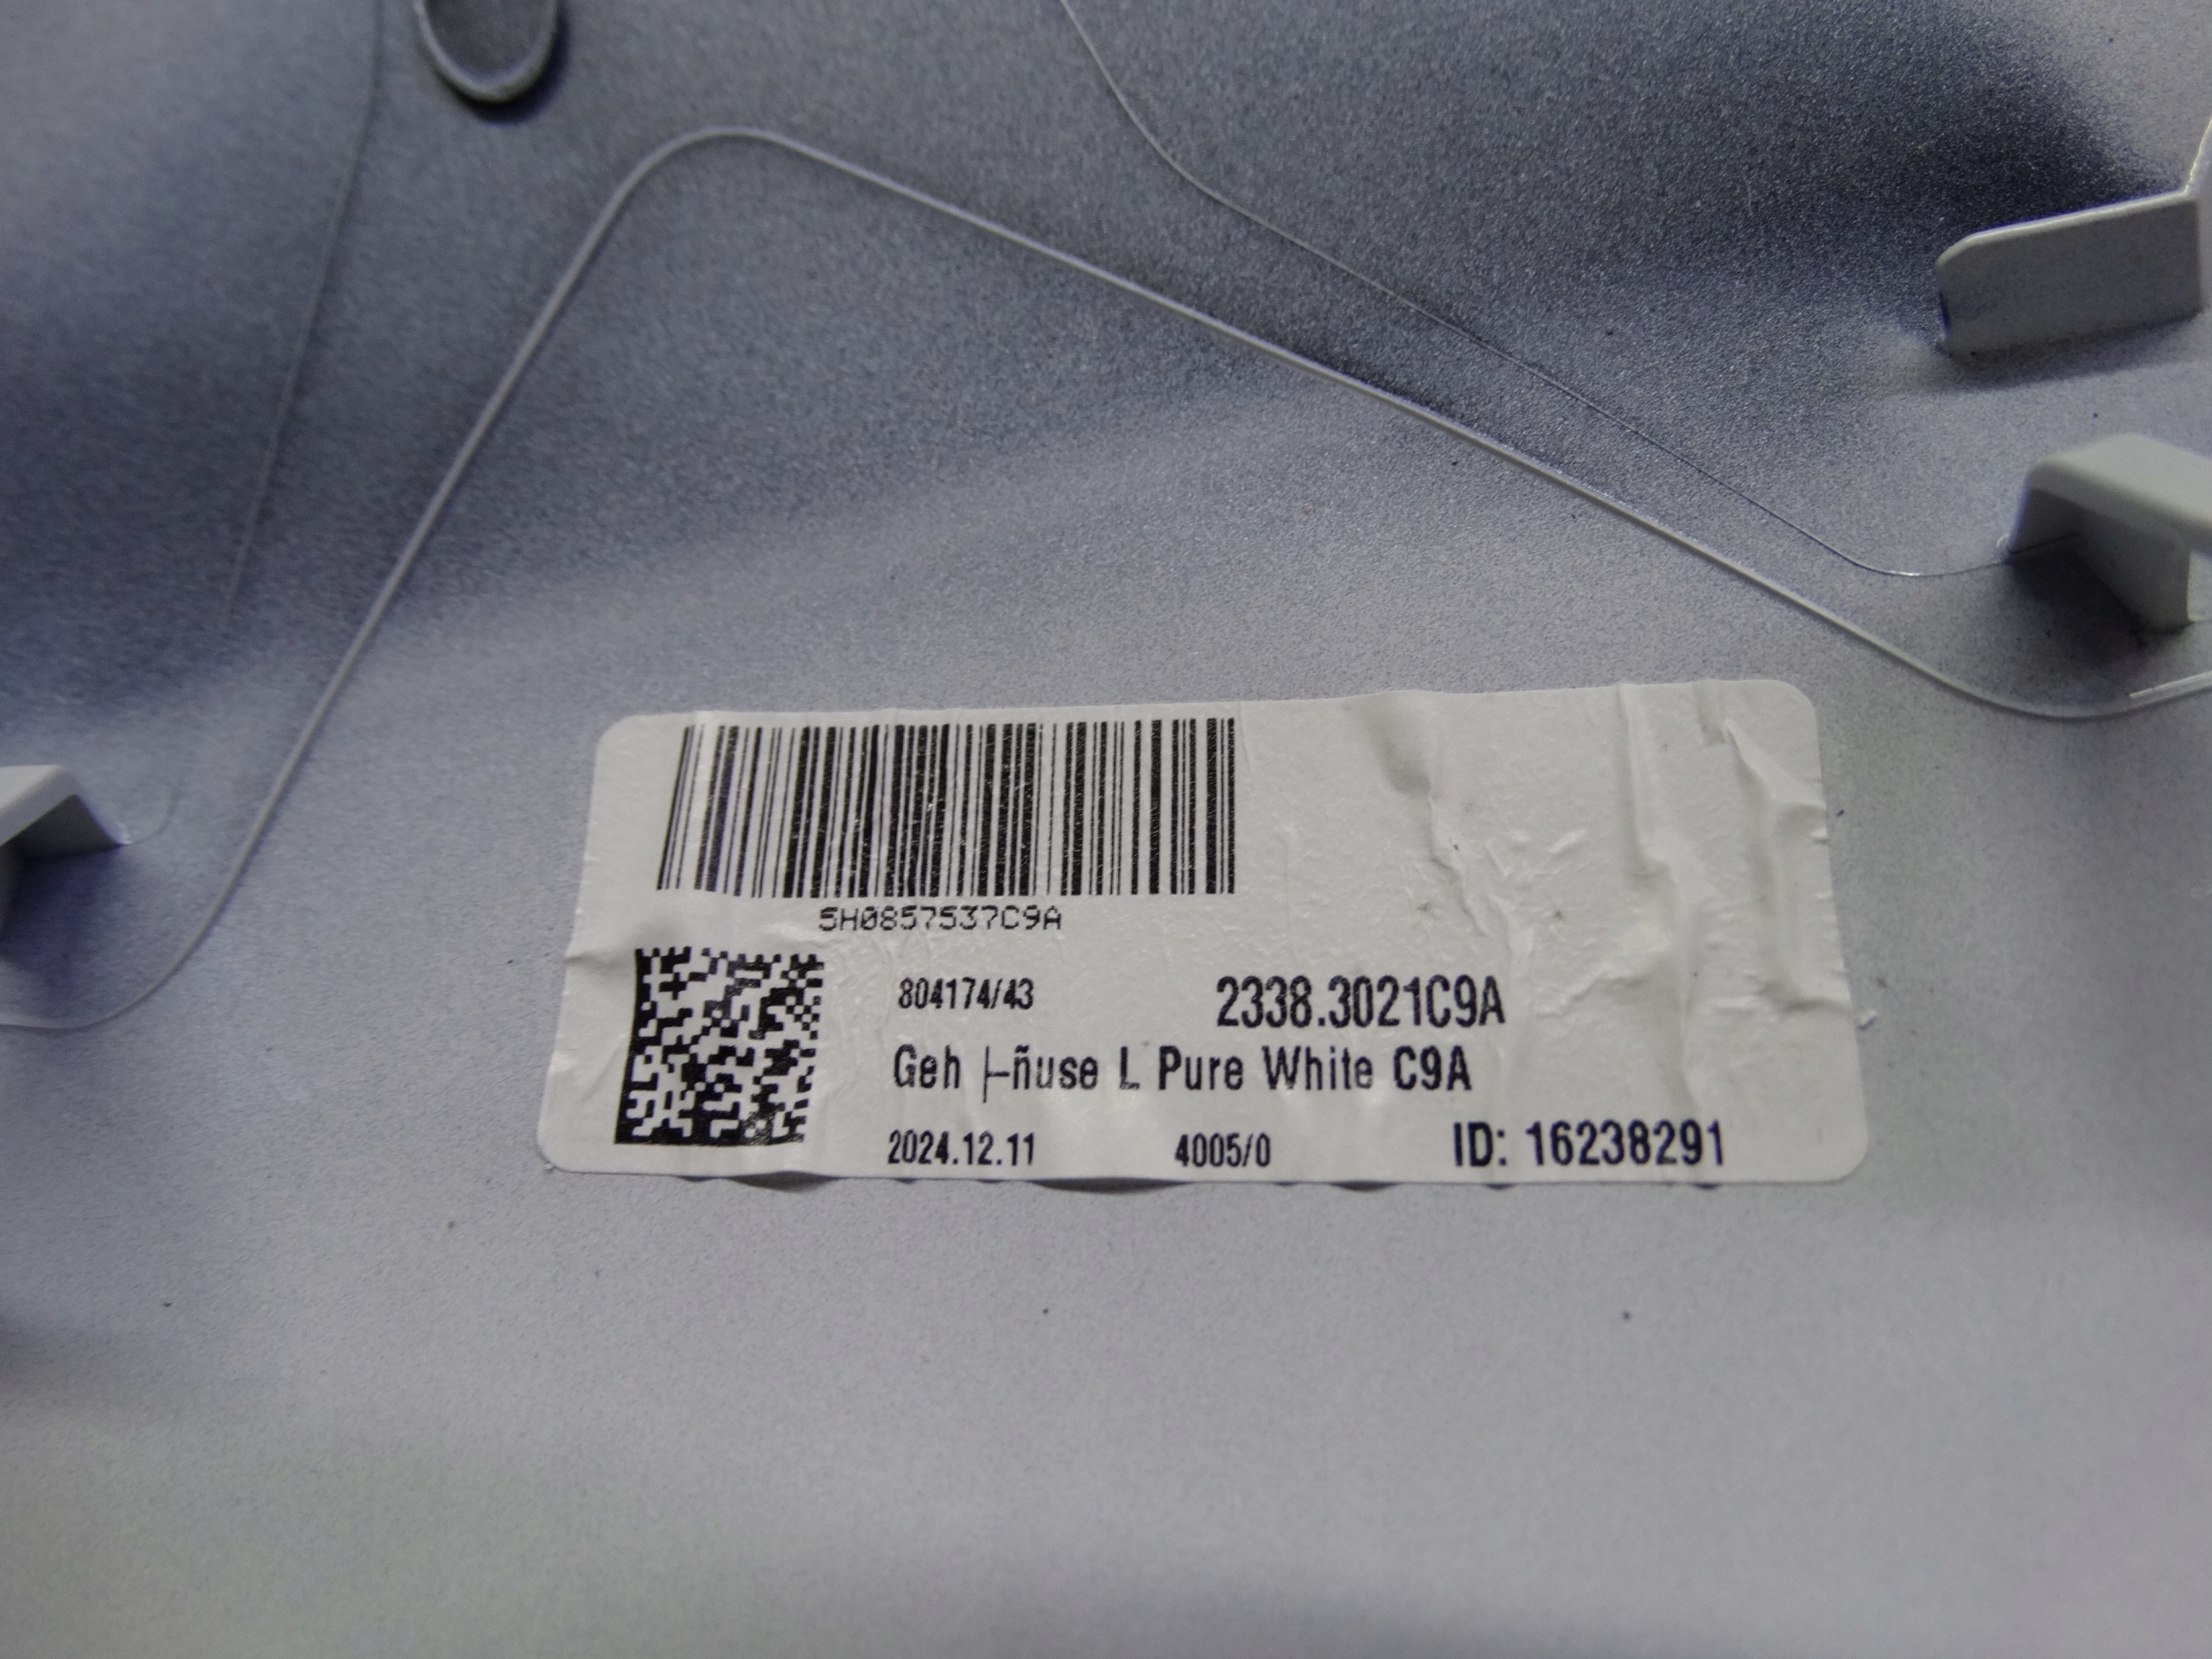 5H0857537C9A
804174/43 2338.3021C9A
Geh├ñuse L Pure White C9A
2024.12.11 4005/0 ID: 16238291